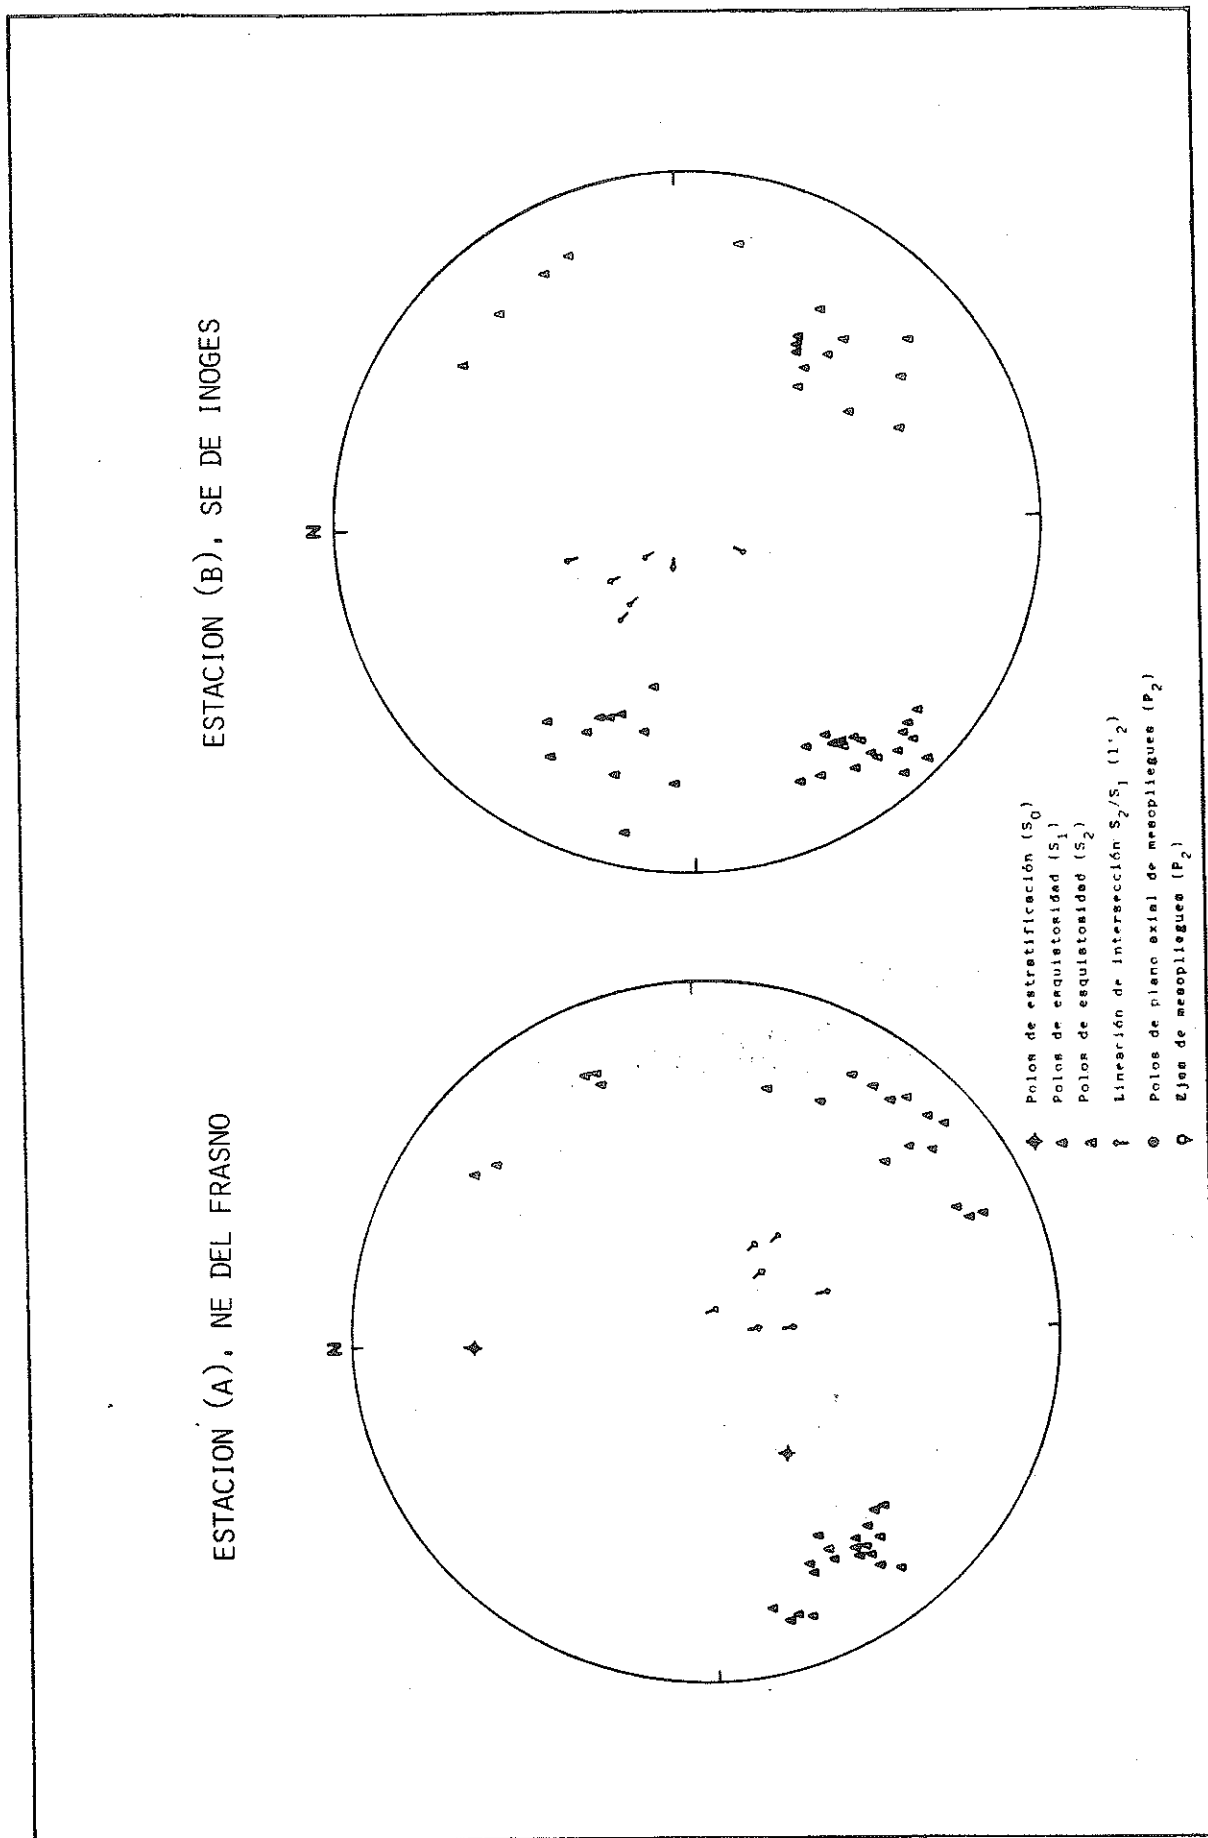 ESTACION (A), NE DEL FRASNO
N
ESTACION (B), SE DE INOGES
N
Polos de estratificación (S0)
Polos de esquistosidad (S1)
Polos de esquistosidad (S2)
Lineación de intersección S2/S1 (l'2)
Polos de plano axial de mesopliegues (P2)
Ejes de mesopliegues (P2)